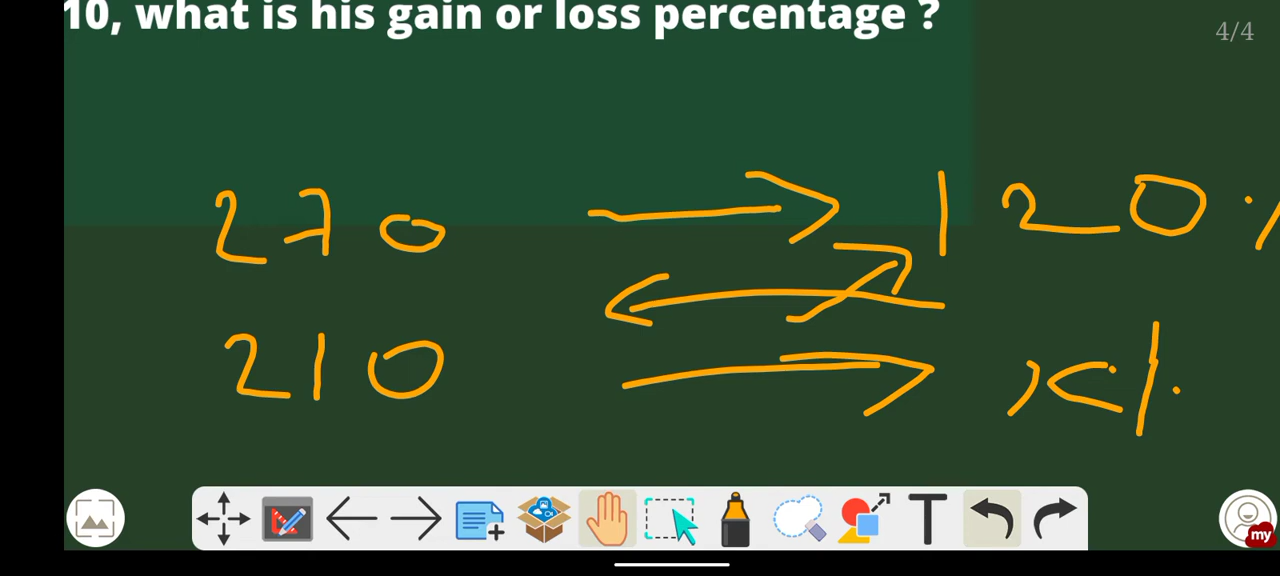 10, what is his gain or loss percentage ?
4/4
270 → 120%
210 → x%
T
my